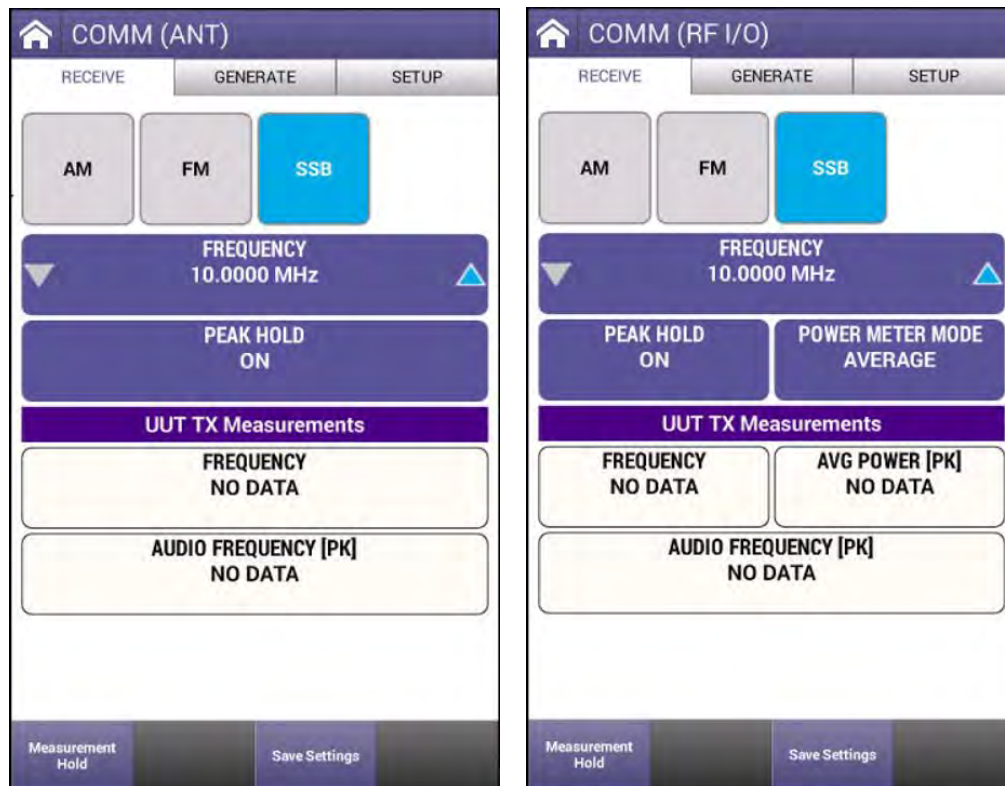 COMM (ANT)
RECEIVE GENERATE SETUP
AM FM SSB
FREQUENCY
10.0000 MHz
PEAK HOLD
ON
UUT TX Measurements
FREQUENCY
NO DATA
AUDIO FREQUENCY [PK]
NO DATA
Measurement
Hold
Save Settings
COMM (RF I/O)
RECEIVE GENERATE SETUP
AM FM SSB
FREQUENCY
10.0000 MHz
PEAK HOLD
ON
POWER METER MODE
AVERAGE
UUT TX Measurements
FREQUENCY
NO DATA
AVG POWER [PK]
NO DATA
AUDIO FREQUENCY [PK]
NO DATA
Measurement
Hold
Save Settings